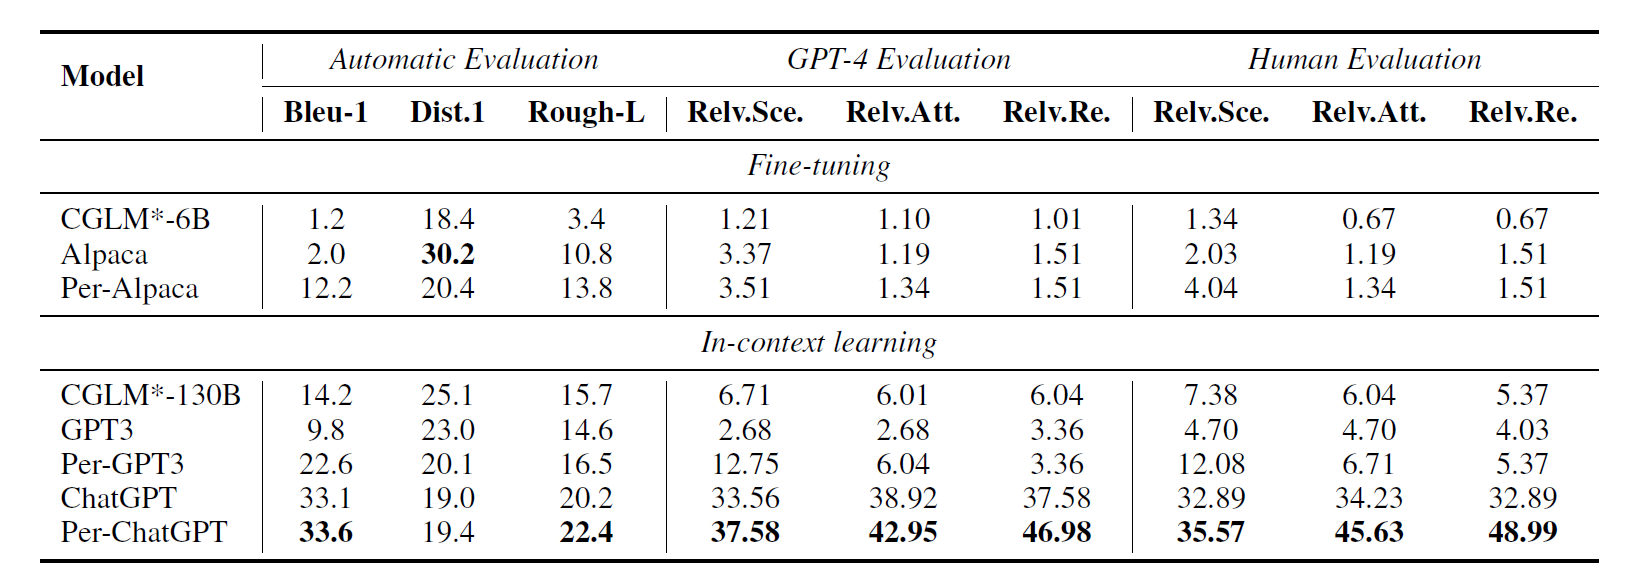 Model Automatic Evaluation GPT-4 Evaluation Human Evaluation
Bleu-1 Dist.1 Rough-L Relv.Sce. Relv.Att. Relv.Re. Relv.Sce. Relv.Att. Relv.Re.
Fine-tuning
CGLM*-6B 1.2 18.4 3.4 1.21 1.10 1.01 1.34 0.67 0.67
Alpaca 2.0 30.2 10.8 3.37 1.19 1.51 2.03 1.19 1.51
Per-Alpaca 12.2 20.4 13.8 3.51 1.34 1.51 4.04 1.34 1.51
In-context learning
CGLM*-130B 14.2 25.1 15.7 6.71 6.01 6.04 7.38 6.04 5.37
GPT3 9.8 23.0 14.6 2.68 2.68 3.36 4.70 4.70 4.03
Per-GPT3 22.6 20.1 16.5 12.75 6.04 3.36 12.08 6.71 5.37
ChatGPT 33.1 19.0 20.2 33.56 38.92 37.58 32.89 34.23 32.89
Per-ChatGPT 33.6 19.4 22.4 37.58 42.95 46.98 35.57 45.63 48.99